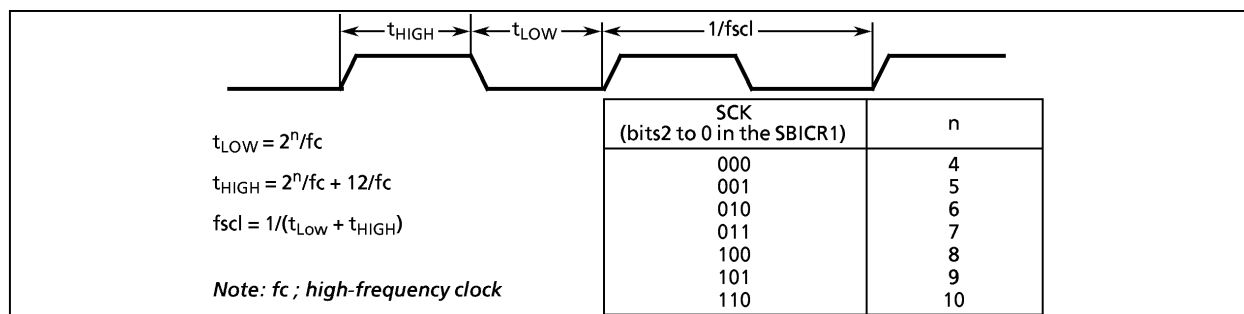 tHIGH tLOW 1/fscl
tLOW = 2ⁿ/fc
tHIGH = 2ⁿ/fc + 12/fc
fscl = 1/(tLow + tHIGH)
Note: fc ; high-frequency clock
SCK
(bits2 to 0 in the SBICR1) n
000 4
001 5
010 6
011 7
100 8
101 9
110 10